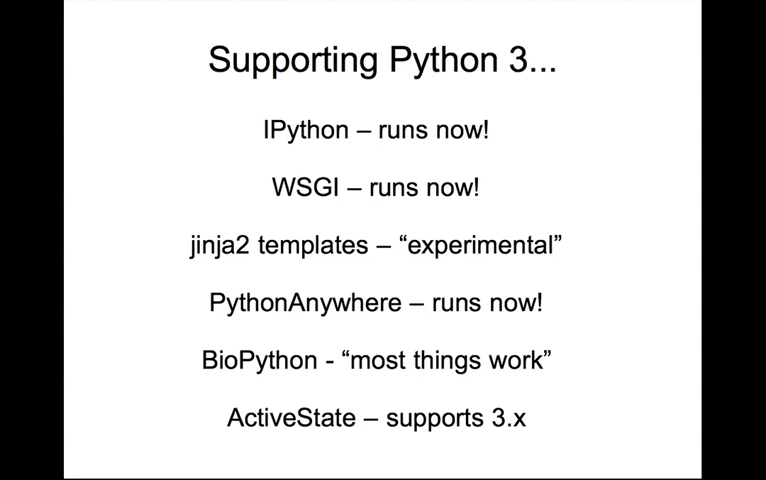 Supporting Python 3...
IPython – runs now!
WSGI – runs now!
jinja2 templates – “experimental”
PythonAnywhere – runs now!
BioPython - “most things work”
ActiveState – supports 3.x